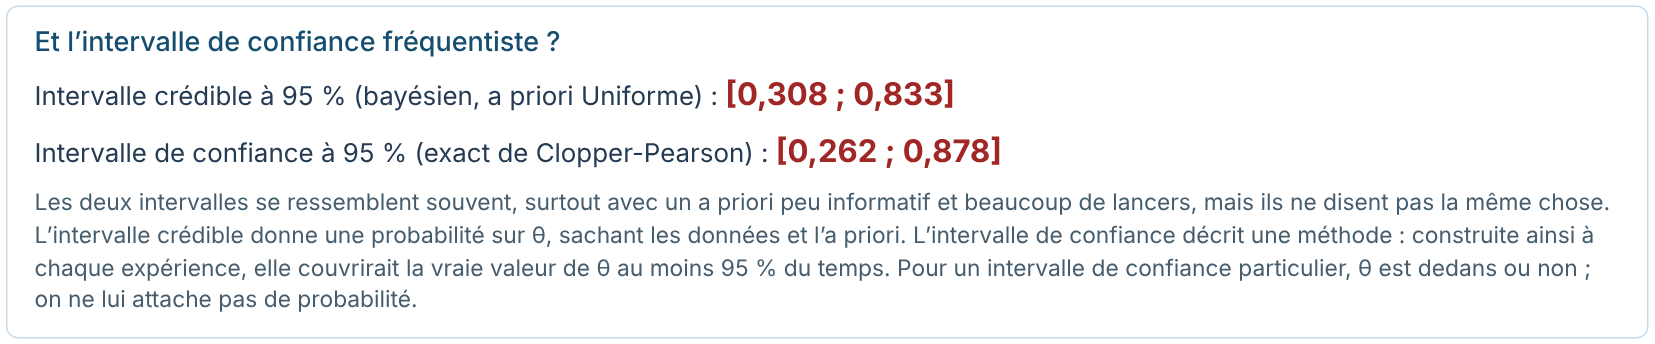 Et l’intervalle de confiance fréquentiste ?
Intervalle crédible à 95 % (bayésien, a priori Uniforme) : [0,308 ; 0,833]
Intervalle de confiance à 95 % (exact de Clopper-Pearson) : [0,262 ; 0,878]
Les deux intervalles se ressemblent souvent, surtout avec un a priori peu informatif et beaucoup de lancers, mais ils ne disent pas la même chose.
L’intervalle crédible donne une probabilité sur θ, sachant les données et l’a priori. L’intervalle de confiance décrit une méthode : construite ainsi à
chaque expérience, elle couvrirait la vraie valeur de θ au moins 95 % du temps. Pour un intervalle de confiance particulier, θ est dedans ou non ;
on ne lui attache pas de probabilité.